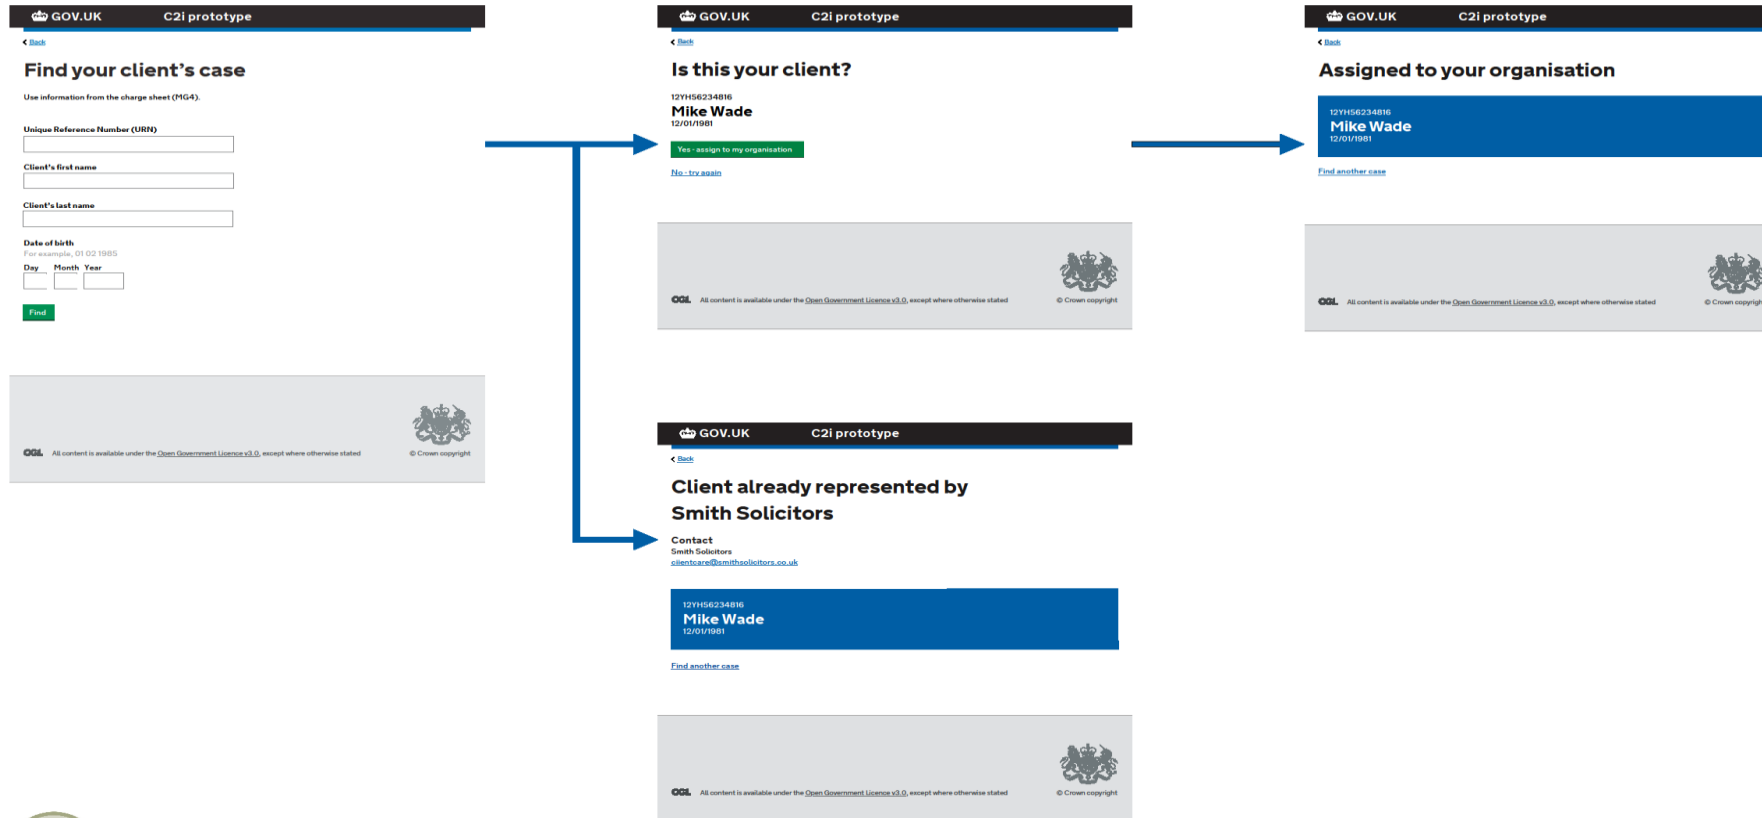 GOV.UK C2i prototype
Back
Find your client's case
Use information from the charge sheet (MG4).
Unique Reference Number (URN)
Client's first name
Client's last name
Date of birth
For example, 01 02 1985
Day Month Year
Find
OGL All content is available under the Open Government Licence v3.0, except where otherwise stated © Crown copyright
GOV.UK C2i prototype
Back
Is this your client?
12YH56234816
Mike Wade
12/01/1981
Yes - assign to my organisation
No - try again
OGL All content is available under the Open Government Licence v3.0, except where otherwise stated © Crown copyright
GOV.UK C2i prototype
Back
Client already represented by
Smith Solicitors
Contact
Smith Solicitors
clientcare@smithsolicitors.co.uk
12YH56234816
Mike Wade
12/01/1981
Find another case
OGL All content is available under the Open Government Licence v3.0, except where otherwise stated © Crown copyright
GOV.UK C2i prototype
Back
Assigned to your organisation
12YH56234816
Mike Wade
12/01/1981
Find another case
OGL All content is available under the Open Government Licence v3.0, except where otherwise stated © Crown copyrigh